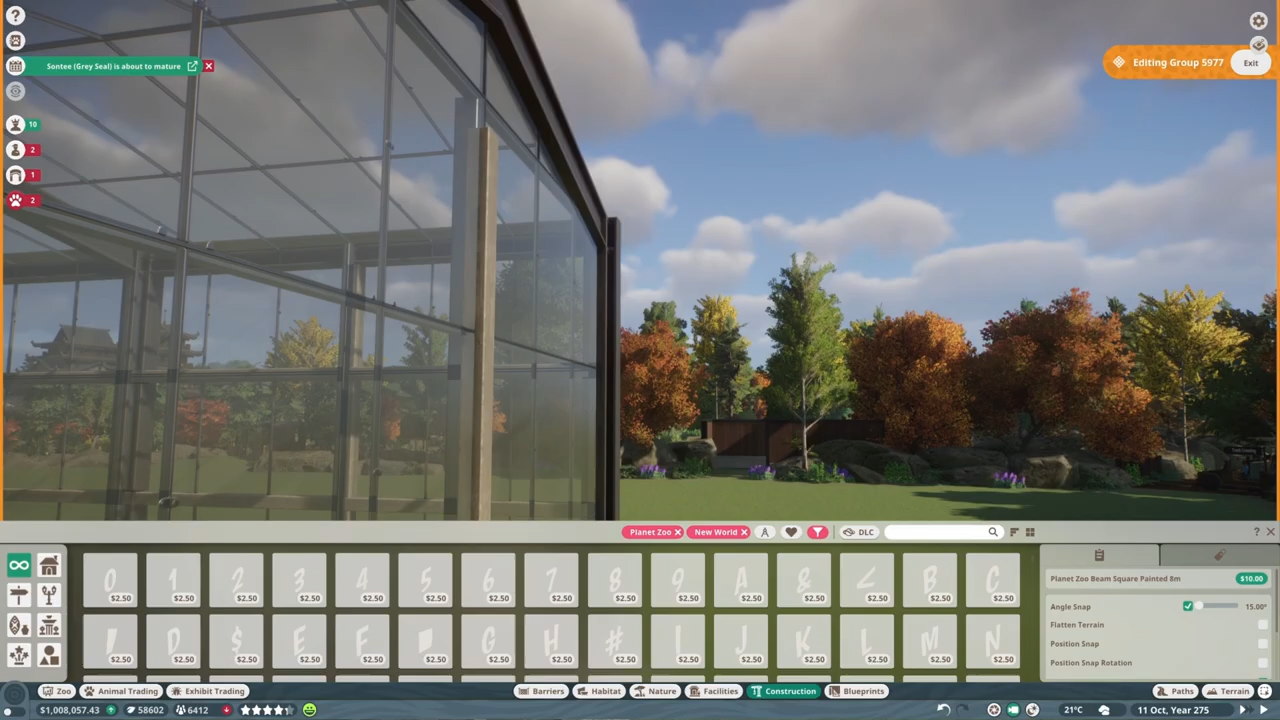 ?
Sontee (Grey Seal) is about to mature
10
2
1
2
Editing Group 5977
Exit
Planet Zoo
New World
DLC
?
0 $2.50
1 $2.50
2 $2.50
3 $2.50
4 $2.50
5 $2.50
6 $2.50
7 $2.50
8 $2.50
9 $2.50
A $2.50
& $2.50
< $2.50
B $2.50
C $2.50
$2.50
D $2.50
$ $2.50
E $2.50
F $2.50
$2.50
G $2.50
H $2.50
# $2.50
I $2.50
J $2.50
K $2.50
L $2.50
M $2.50
N $2.50
Planet Zoo Beam Square Painted 8m
$10.00
Angle Snap
15.00°
Flatten Terrain
Position Snap
Position Snap Rotation
Zoo
Animal Trading
Exhibit Trading
Barriers
Habitat
Nature
Facilities
Construction
Blueprints
Paths
Terrain
$1,008,057.43
58602
6412
21°C
11 Oct, Year 275